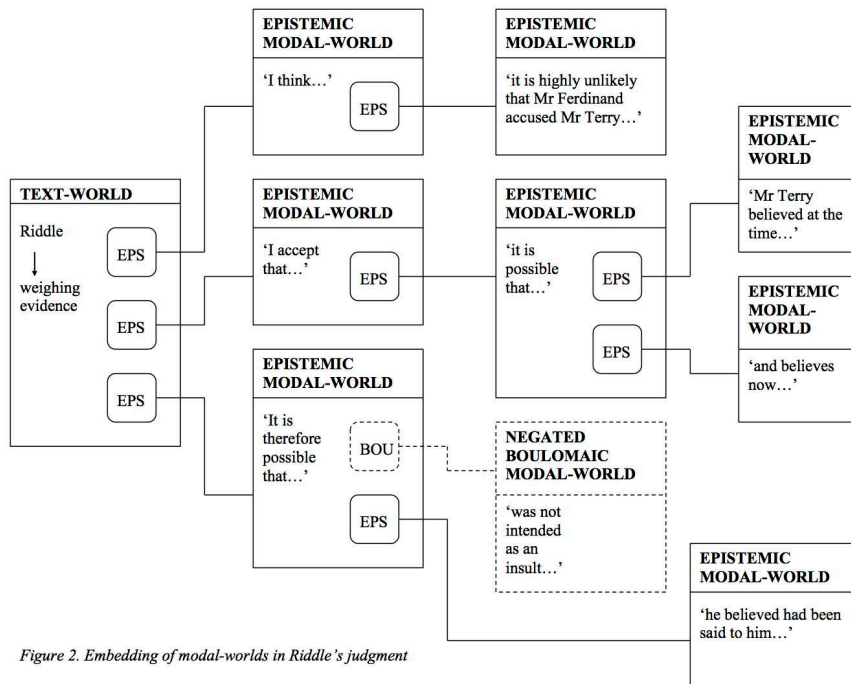 EPISTEMIC
MODAL-WORLD
‘I think…’
EPS
EPISTEMIC
MODAL-WORLD
‘it is highly unlikely
that Mr Ferdinand
accused Mr Terry…’
TEXT-WORLD
Riddle
weighing
evidence
EPS
EPS
EPS
EPISTEMIC
MODAL-WORLD
‘I accept
that…’
EPS
EPISTEMIC
MODAL-WORLD
‘it is
possible
that…’
EPS
EPS
EPISTEMIC
MODAL-
WORLD
‘Mr Terry
believed at the
time…’
EPISTEMIC
MODAL-
WORLD
‘and believes
now…’
EPISTEMIC
MODAL-WORLD
‘It is
therefore
possible
that…’
BOU
EPS
NEGATED
BOULOMAIC
MODAL-WORLD
‘was not
intended
as an
insult…’
EPISTEMIC
MODAL-WORLD
‘he believed had been
said to him…’
Figure 2. Embedding of modal-worlds in Riddle’s judgment